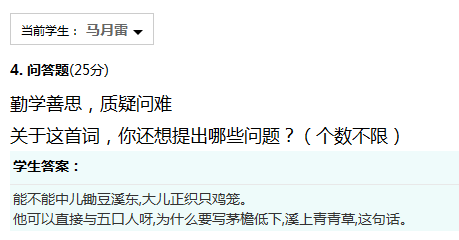 当前学生： 马月雷
4. 问答题(25分)
勤学善思，质疑问难
关于这首词，你还想提出哪些问题？（个数不限）
学生答案：
能不能中儿锄豆溪东,大儿正织只鸡笼。
他可以直接与五口人呀,为什么要写茅檐低下,溪上青青草,这句话。